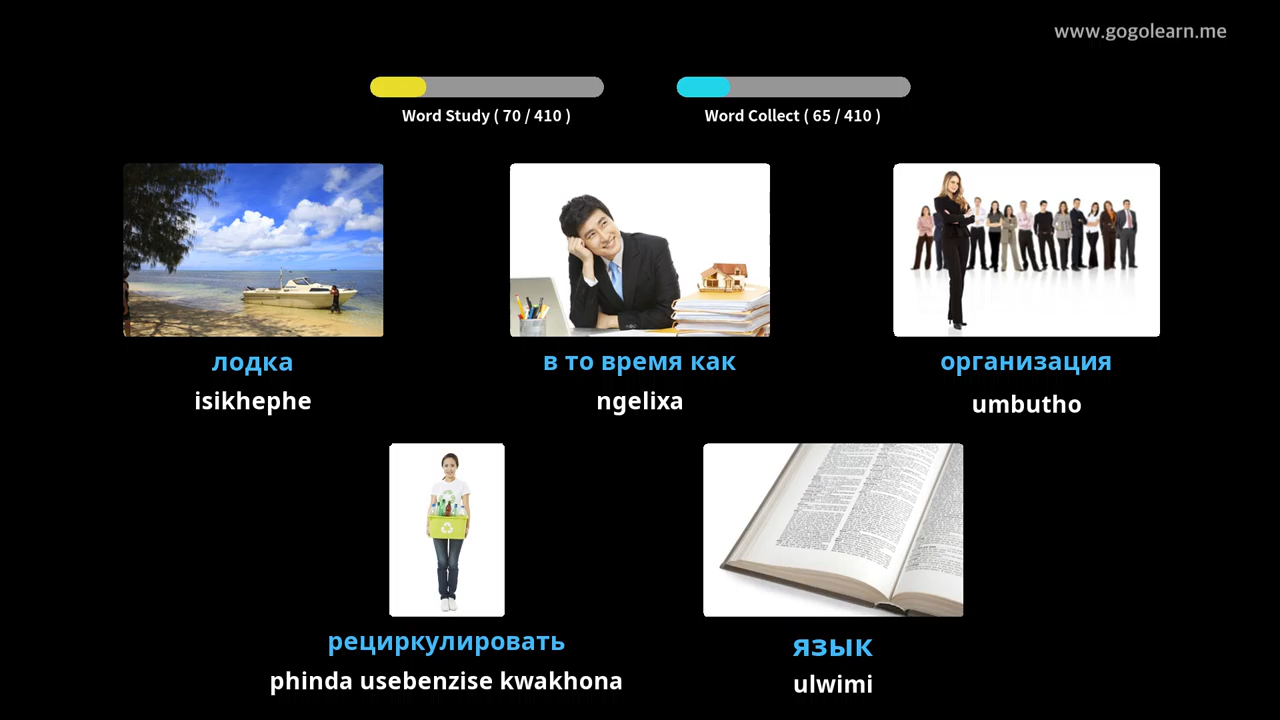 www.gogolearn.me
Word Study ( 70 / 410 )
Word Collect ( 65 / 410 )
лодка
isikhephe
в то время как
ngelixa
организация
umbutho
рециркулировать
phinda usebenzise kwakhona
язык
ulwimi